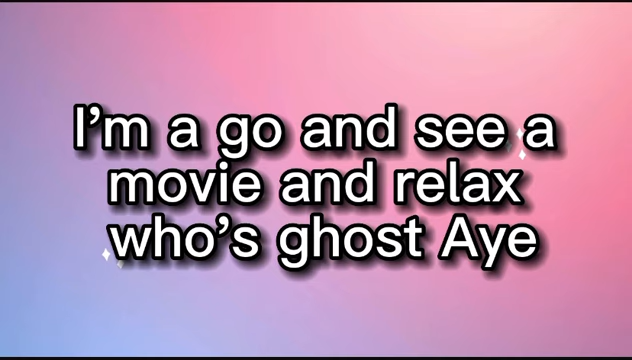 I’m a go and see a
movie and relax
who’s ghost Aye